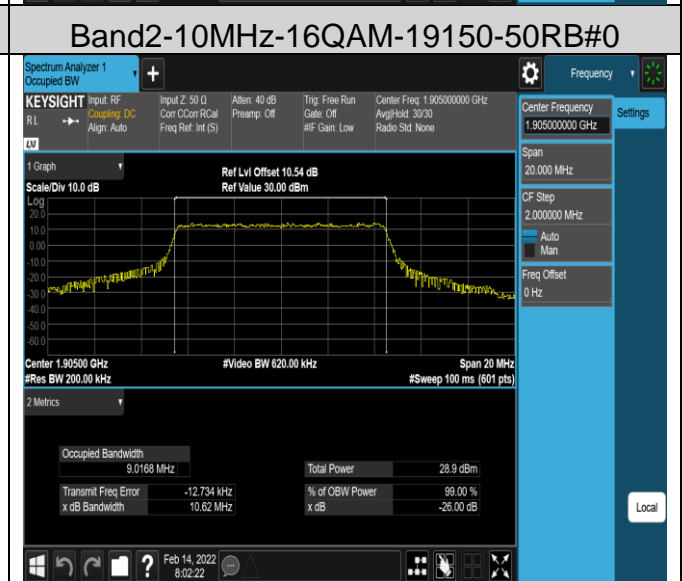 Band2-10MHz-16QAM-19150-50RB#0
Spectrum Analyzer 1
Occupied BW
+
Frequency
KEYSIGHT
RL
LXI
Input: RF
Coupling: DC
Align: Auto
Input Z: 50 Ω
Corr CCorr RCal
Freq Ref: Int (S)
Atten: 40 dB
Preamp: Off
Trig: Free Run
Gate: Off
#IF Gain: Low
Center Freq: 1.905000000 GHz
Avg|Hold: 30/30
Radio Std: None
Center Frequency
1.905000000 GHz
Settings
Span
20.000 MHz
CF Step
2.000000 MHz
Auto
Man
Freq Offset
0 Hz
1 Graph
Scale/Div 10.0 dB
Ref Lvl Offset 10.54 dB
Ref Value 30.00 dBm
Log
20.0
10.0
0.00
-10.0
-20.0
-30.0
-40.0
-50.0
-60.0
Center 1.90500 GHz
#Video BW 620.00 kHz
Span 20 MHz
#Res BW 200.00 kHz
#Sweep 100 ms (601 pts)
2 Metrics
Occupied Bandwidth
9.0168 MHz
Total Power 28.9 dBm
Transmit Freq Error -12.734 kHz
% of OBW Power 99.00 %
x dB Bandwidth 10.62 MHz
x dB -26.00 dB
Local
?
Feb 14, 2022
8:02:22